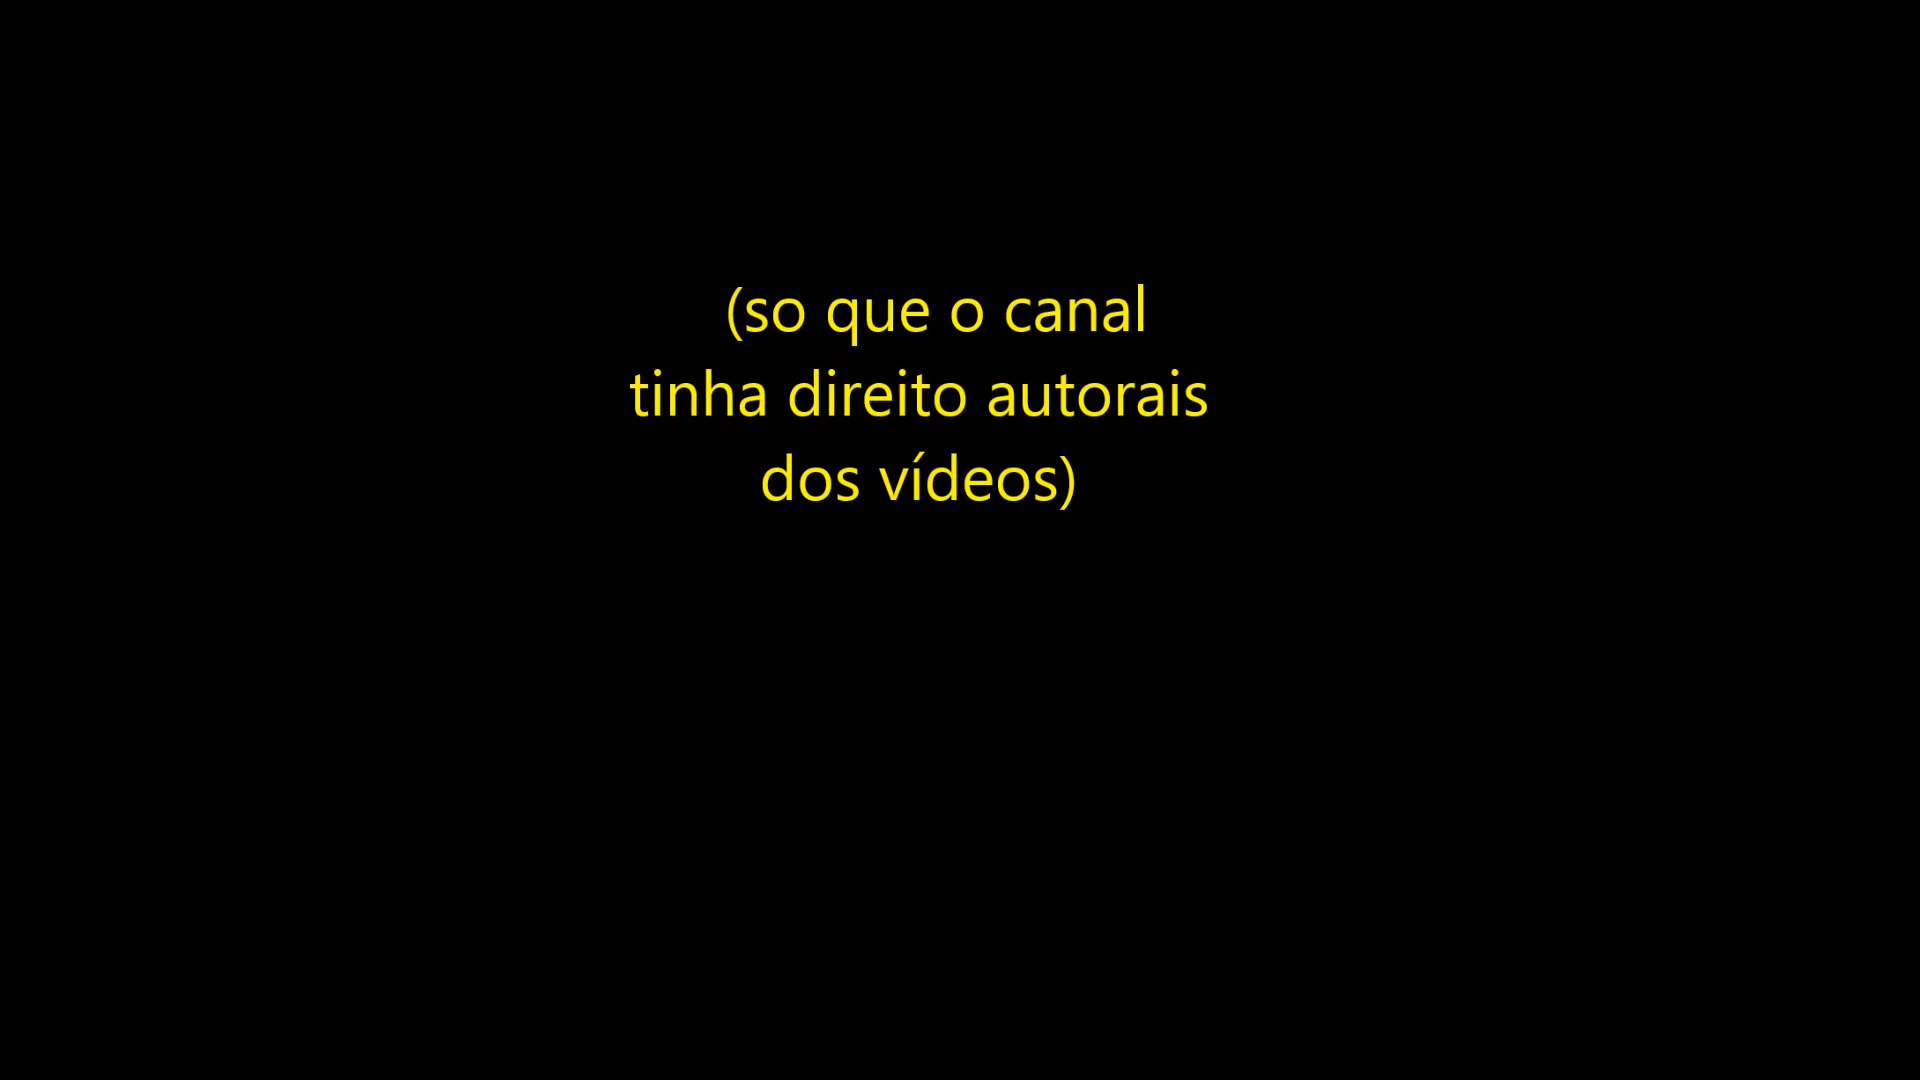 (so que o canal
tinha direito autorais
dos vídeos)